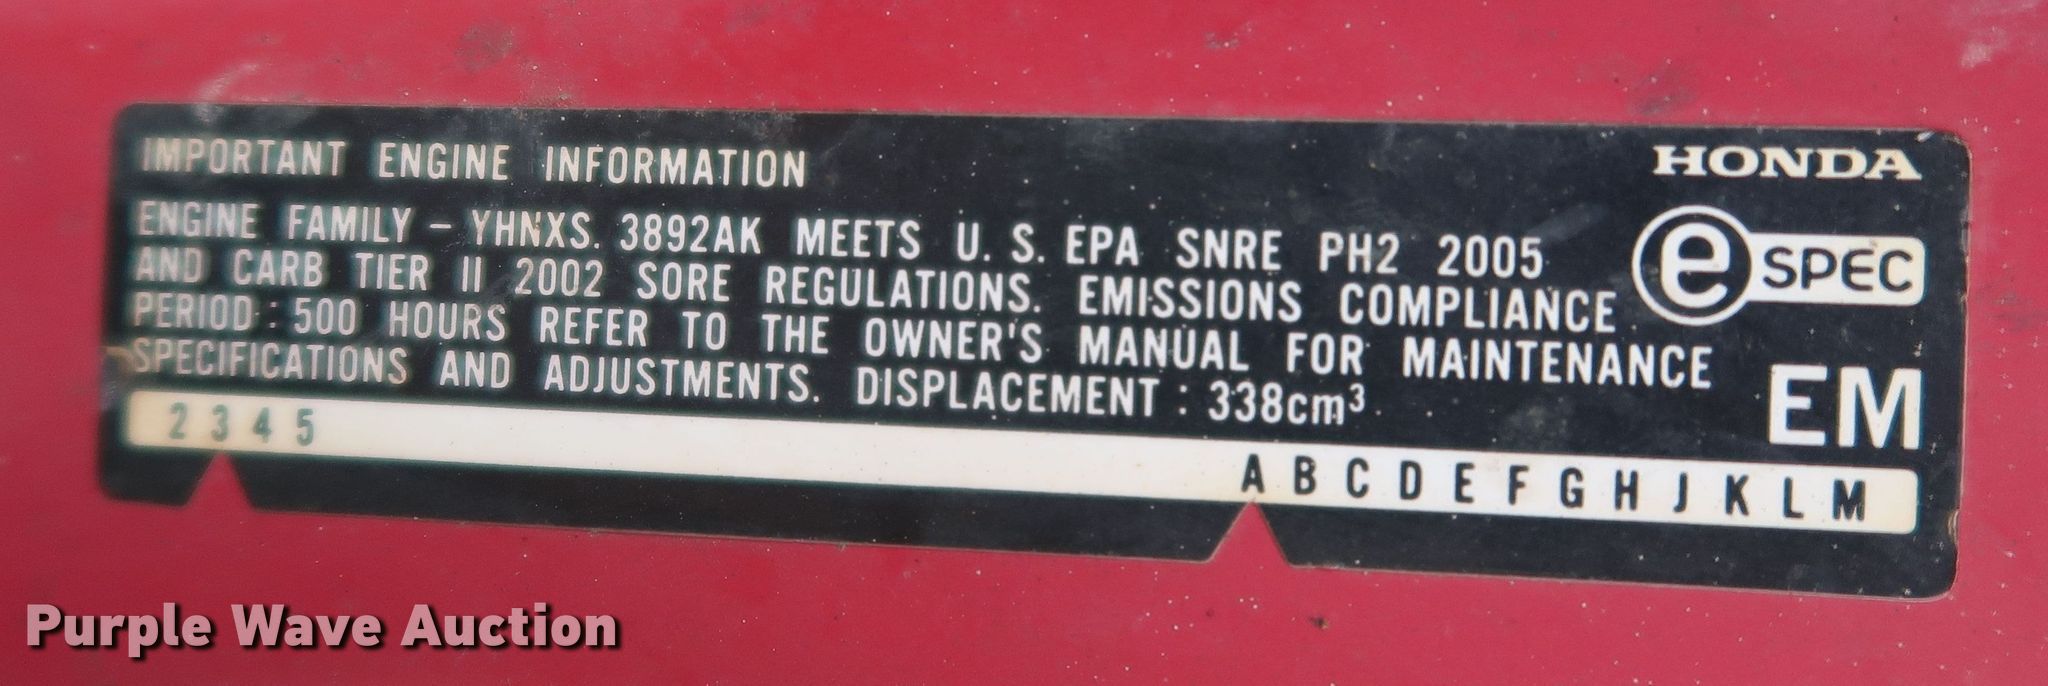 IMPORTANT ENGINE INFORMATION
ENGINE FAMILY - YHNXS. 3892AK MEETS U. S. EPA SNRE PH2 2005
AND CARB TIER II 2002 SORE REGULATIONS. EMISSIONS COMPLIANCE
PERIOD : 500 HOURS REFER TO THE OWNER'S MANUAL FOR MAINTENANCE
SPECIFICATIONS AND ADJUSTMENTS. DISPLACEMENT : 338cm³
HONDA
e SPEC
EM
2 3 4 5
A B C D E F G H J K L M
Purple Wave Auction